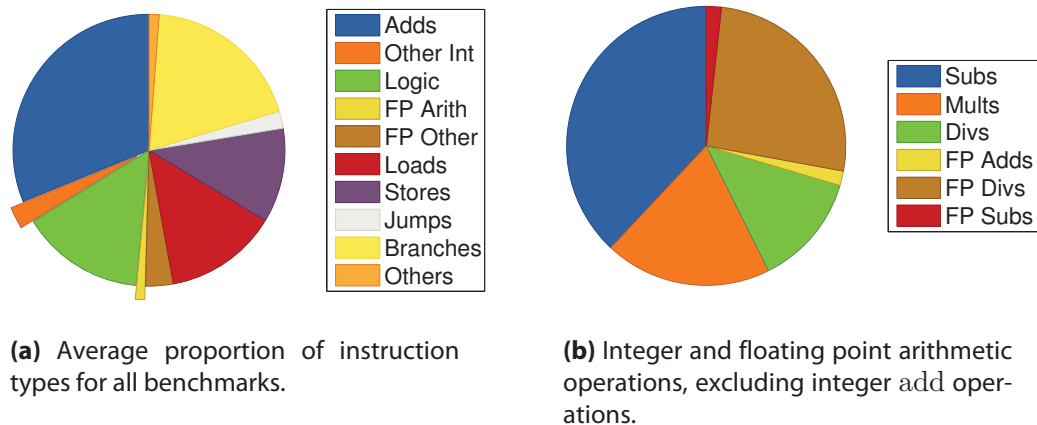 Adds
Other Int
Logic
FP Arith
FP Other
Loads
Stores
Jumps
Branches
Others
Subs
Mults
Divs
FP Adds
FP Divs
FP Subs
(a) Average proportion of instruction
types for all benchmarks.
(b) Integer and floating point arithmetic
operations, excluding integer add oper-
ations.